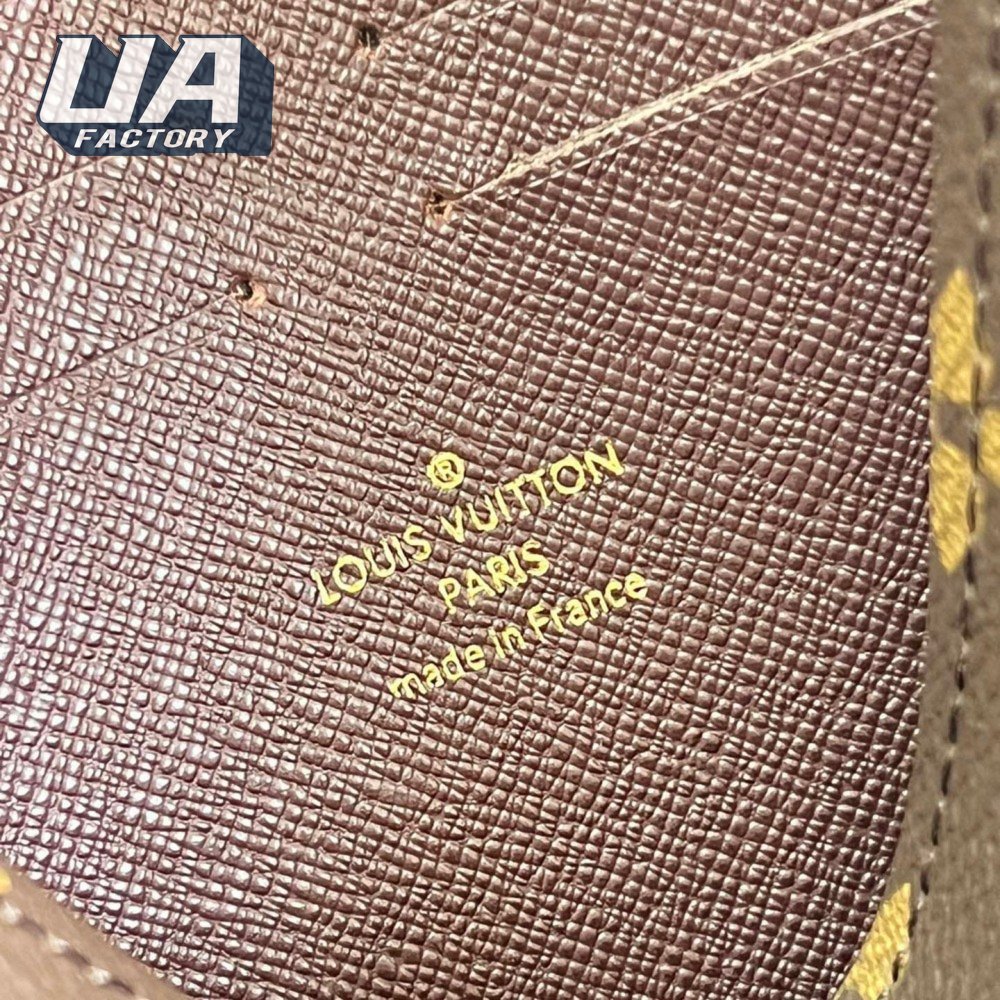 UA
FACTORY
®
LOUIS VUITTON
PARIS
made in France